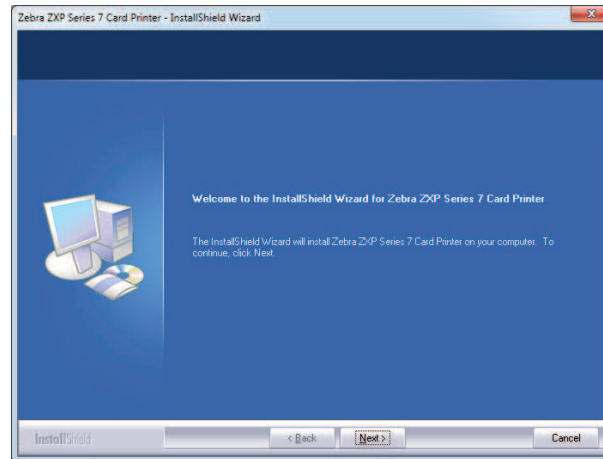 Zebra ZXP Series 7 Card Printer - InstallShield Wizard
Welcome to the InstallShield Wizard for Zebra ZXP Series 7 Card Printer
The InstallShield Wizard will install Zebra ZXP Series 7 Card Printer on your computer. To
continue, click Next.
InstallShield
< Back
Next >
Cancel